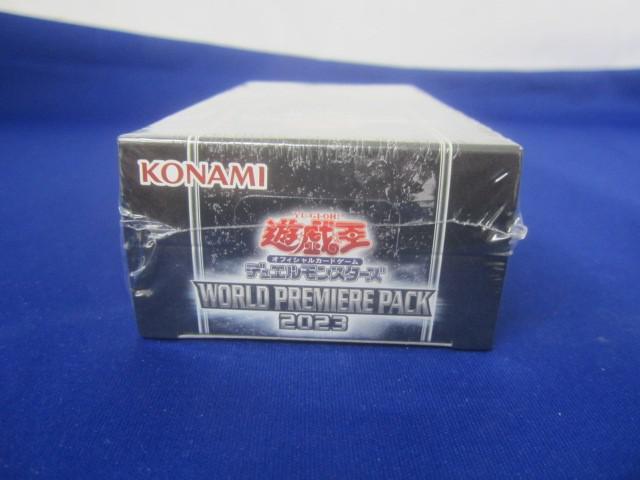 KONAMI
YU-GI-OH!
遊戯王
オフィシャルカードゲーム
デュエルモンスターズ
WORLD PREMIERE PACK
2023